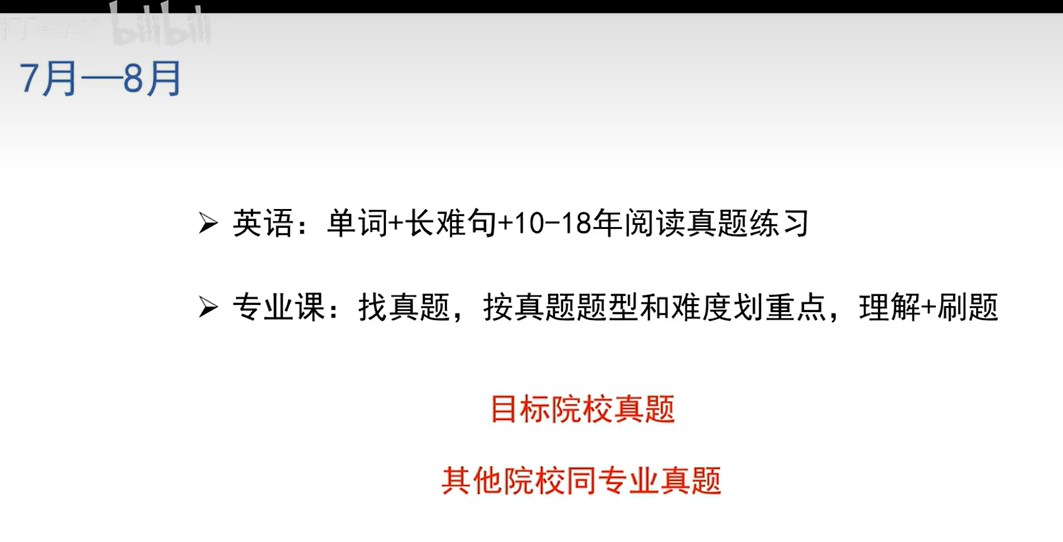 bilibili
7月—8月
➢ 英语：单词+长难句+10-18年阅读真题练习
➢ 专业课：找真题，按真题题型和难度划重点，理解+刷题
目标院校真题
其他院校同专业真题